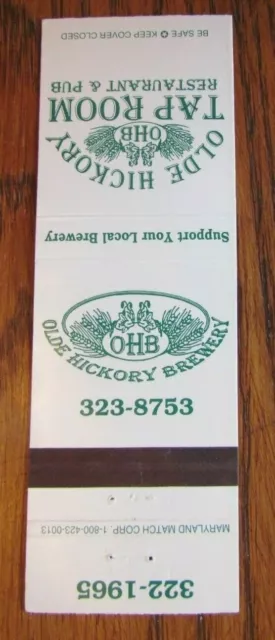 BE SAFE ✪ KEEP COVER CLOSED
OLDE HICKORY
OHB
TAP ROOM
RESTAURANT & PUB
Support Your Local Brewery
OHB
OLDE HICKORY BREWERY
323-8753
MARYLAND MATCH CORP. 1-800-423-0013
322-1965